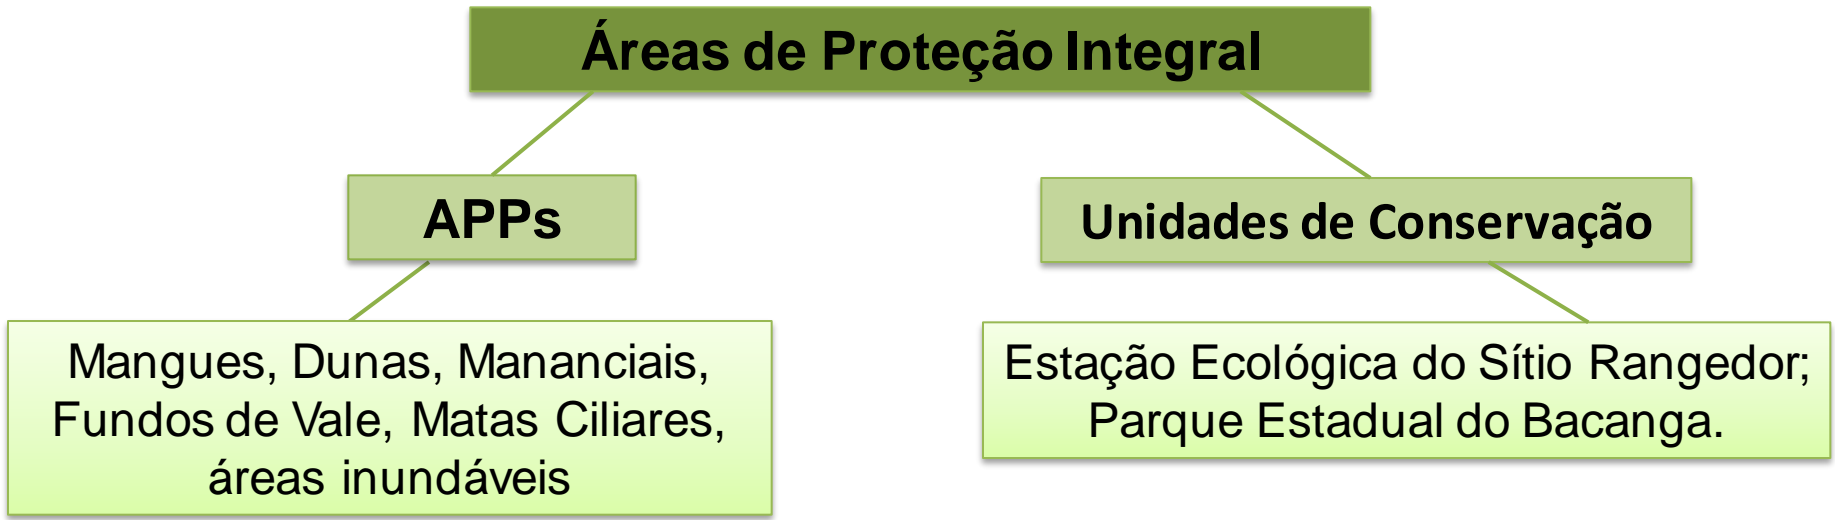 Áreas de Proteção Integral
APPs
Unidades de Conservação
Mangues, Dunas, Mananciais,
Fundos de Vale, Matas Ciliares,
áreas inundáveis
Estação Ecológica do Sítio Rangedor;
Parque Estadual do Bacanga.